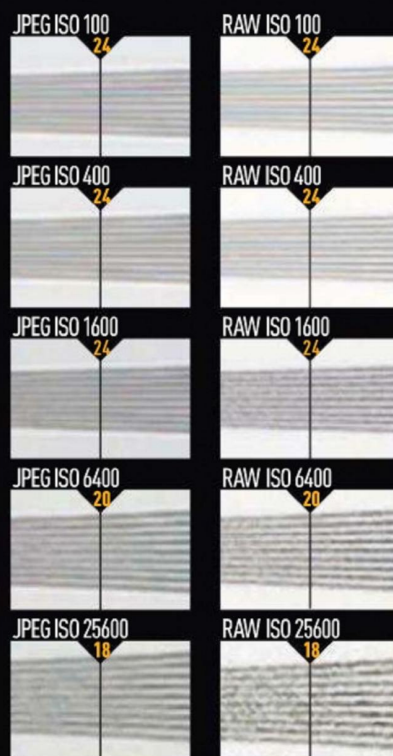 JPEG ISO 100
24
RAW ISO 100
24
JPEG ISO 400
24
RAW ISO 400
24
JPEG ISO 1600
24
RAW ISO 1600
24
JPEG ISO 6400
20
RAW ISO 6400
20
JPEG ISO 25600
18
RAW ISO 25600
18